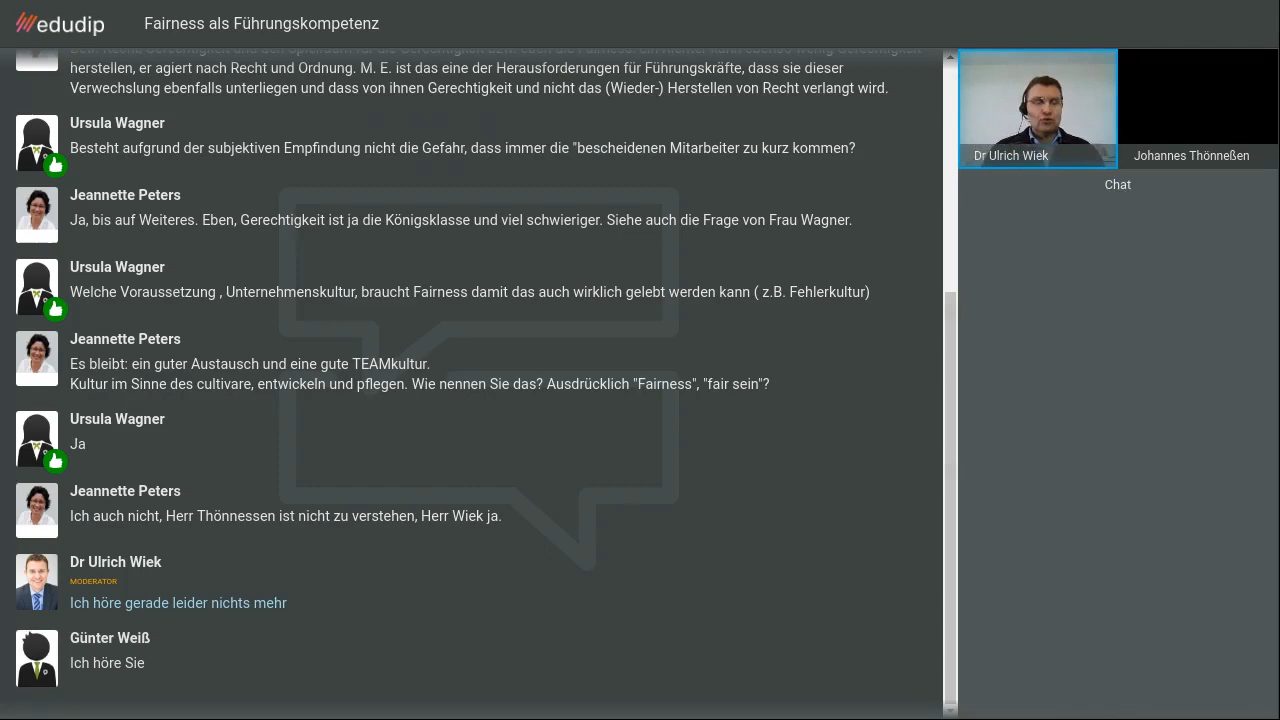 edudip
Fairness als Führungskompetenz
herstellen, er agiert nach Recht und Ordnung. M. E. ist das eine der Herausforderungen für Führungskräfte, dass sie dieser
Verwechslung ebenfalls unterliegen und dass von ihnen Gerechtigkeit und nicht das (Wieder-) Herstellen von Recht verlangt wird.
Ursula Wagner
Besteht aufgrund der subjektiven Empfindung nicht die Gefahr, dass immer die "bescheidenen Mitarbeiter zu kurz kommen?
Jeannette Peters
Ja, bis auf Weiteres. Eben, Gerechtigkeit ist ja die Königsklasse und viel schwieriger. Siehe auch die Frage von Frau Wagner.
Ursula Wagner
Welche Voraussetzung , Unternehmenskultur, braucht Fairness damit das auch wirklich gelebt werden kann ( z.B. Fehlerkultur)
Jeannette Peters
Es bleibt: ein guter Austausch und eine gute TEAMkultur.
Kultur im Sinne des cultivare, entwickeln und pflegen. Wie nennen Sie das? Ausdrücklich "Fairness", "fair sein"?
Ursula Wagner
Ja
Jeannette Peters
Ich auch nicht, Herr Thönnessen ist nicht zu verstehen, Herr Wiek ja.
Dr Ulrich Wiek
MODERATOR
Ich höre gerade leider nichts mehr
Günter Weiß
Ich höre Sie
Dr Ulrich Wiek
Johannes Thönneßen
Chat